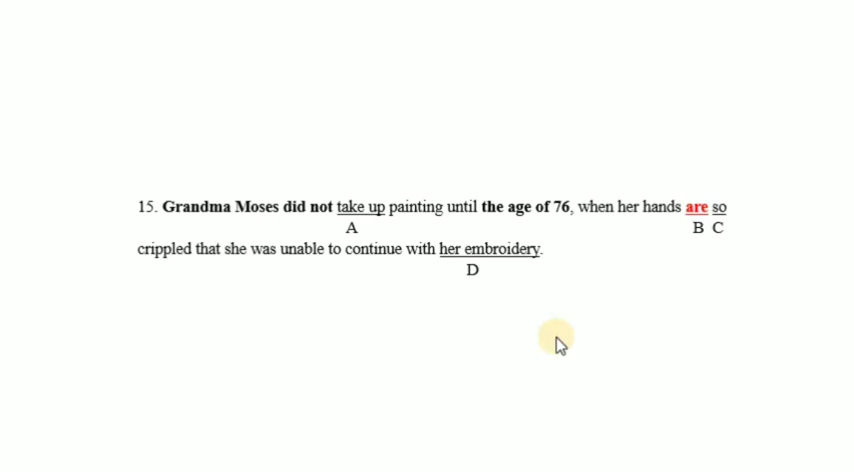 15. Grandma Moses did not take up painting until the age of 76, when her hands are so
A B C
crippled that she was unable to continue with her embroidery.
D